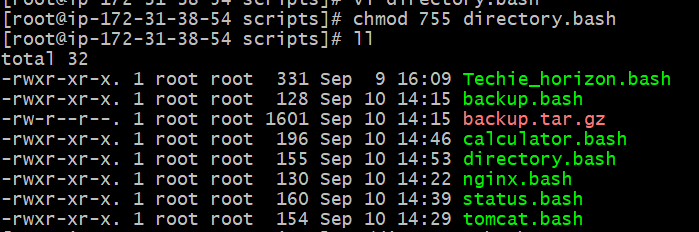 [root@ip-172-31-38-54 scripts]# vi directory.bash
[root@ip-172-31-38-54 scripts]# chmod 755 directory.bash
[root@ip-172-31-38-54 scripts]# ll
total 32
-rwxr-xr-x. 1 root root  331 Sep  9 16:09 Techie_horizon.bash
-rwxr-xr-x. 1 root root  128 Sep 10 14:15 backup.bash
-rw-r--r--. 1 root root 1601 Sep 10 14:15 backup.tar.gz
-rwxr-xr-x. 1 root root  196 Sep 10 14:46 calculator.bash
-rwxr-xr-x. 1 root root  155 Sep 10 14:53 directory.bash
-rwxr-xr-x. 1 root root  130 Sep 10 14:22 nginx.bash
-rwxr-xr-x. 1 root root  160 Sep 10 14:39 status.bash
-rwxr-xr-x. 1 root root  154 Sep 10 14:29 tomcat.bash